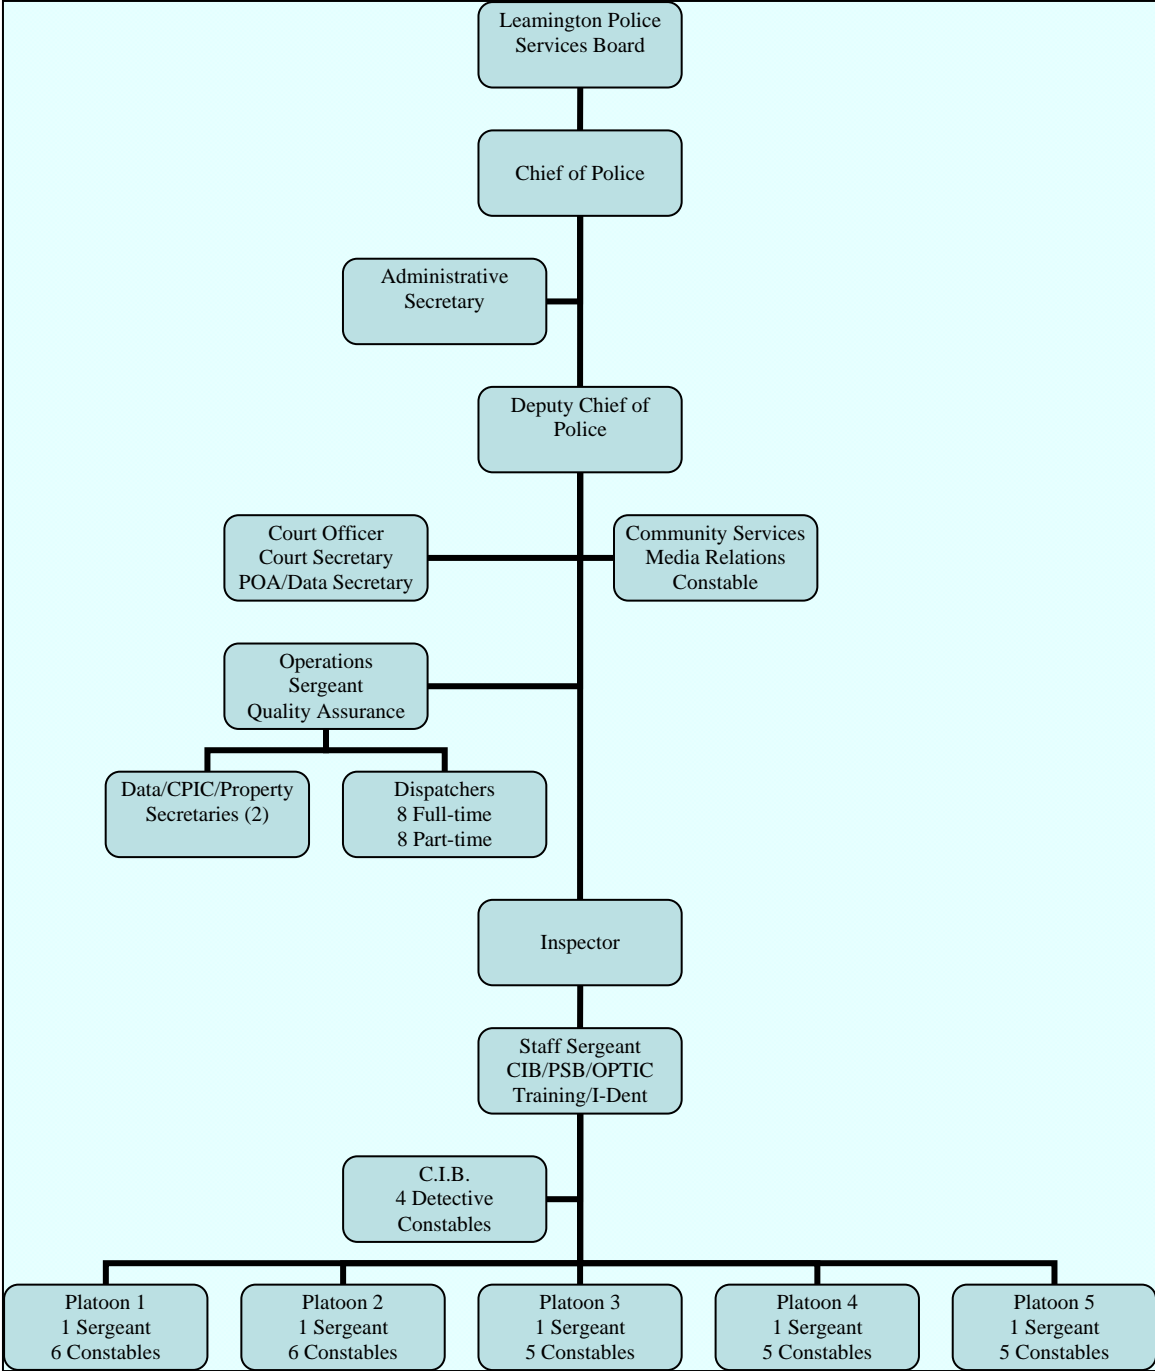 Leamington Police
Services Board
Chief of Police
Administrative
Secretary
Deputy Chief of
Police
Court Officer
Court Secretary
POA/Data Secretary
Community Services
Media Relations
Constable
Operations
Sergeant
Quality Assurance
Data/CPIC/Property
Secretaries (2)
Dispatchers
8 Full-time
8 Part-time
Inspector
Staff Sergeant
CIB/PSB/OPTIC
Training/I-Dent
C.I.B.
4 Detective
Constables
Platoon 1
1 Sergeant
6 Constables
Platoon 2
1 Sergeant
6 Constables
Platoon 3
1 Sergeant
5 Constables
Platoon 4
1 Sergeant
5 Constables
Platoon 5
1 Sergeant
5 Constables